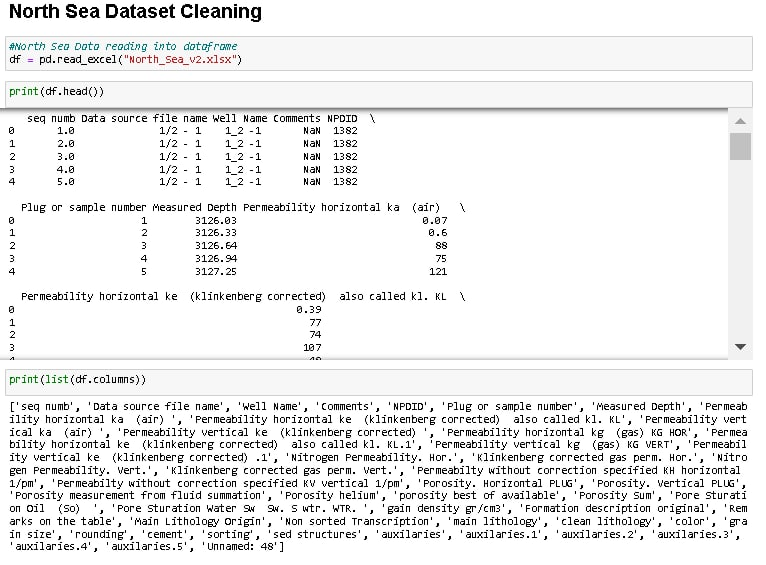 North Sea Dataset Cleaning
#North Sea Data reading into dataframe
df = pd.read_excel("North_Sea_v2.xlsx")
print(df.head())
seq numb Data source file name Well Name Comments NPDID \
0 1.0 1/2 - 1 1_2 -1 NaN 1382
1 2.0 1/2 - 1 1_2 -1 NaN 1382
2 3.0 1/2 - 1 1_2 -1 NaN 1382
3 4.0 1/2 - 1 1_2 -1 NaN 1382
4 5.0 1/2 - 1 1_2 -1 NaN 1382
Plug or sample number Measured Depth Permeability horizontal ka (air) \
0 1 3126.03 0.07
1 2 3126.33 0.6
2 3 3126.64 88
3 4 3126.94 75
4 5 3127.25 121
Permeability horizontal ke (klinkenberg corrected) also called kl. KL \
0 0.39
1 77
2 74
3 107
print(list(df.columns))
['seq numb', 'Data source file name', 'Well Name', 'Comments', 'NPDID', 'Plug or sample number', 'Measured Depth', 'Permeab
ility horizontal ka (air) ', 'Permeability horizontal ke (klinkenberg corrected) also called kl. KL', 'Permeability vert
ical ka (air) ', 'Permeability vertical ke (klinkenberg corrected) ', 'Permeability horizontal kg (gas) KG HOR', 'Permea
bility horizontal ke (klinkenberg corrected) also called kl. KL.1', 'Permeability vertical kg (gas) KG VERT', 'Permeabil
ity vertical ke (klinkenberg corrected) .1', 'Nitrogen Permeability. Hor.', 'Klinkenberg corrected gas perm. Hor.', 'Nitro
gen Permeability. Vert.', 'Klinkenberg corrected gas perm. Vert.', 'Permeabilty without correction specified KH horizontal
1/pm', 'Permeabilty without correction specified KV vertical 1/pm', 'Porosity. Horizontal PLUG', 'Porosity. Vertical PLUG',
'Porosity measurement from fluid summation', 'Porosity helium', 'porosity best of available', 'Porosity Sum', 'Pore Sturati
on Oil (So) ', 'Pore Sturation Water Sw Sw. S wtr. WTR. ', 'gain density gr/cm3', 'Formation description original', 'Rem
arks on the table', 'Main Lithology Origin', 'Non sorted Transcription', 'main lithology', 'clean lithology', 'color', 'gra
in size', 'rounding', 'cement', 'sorting', 'sed structures', 'auxilaries', 'auxilaries.1', 'auxilaries.2', 'auxilaries.3',
'auxilaries.4', 'auxilaries.5', 'Unnamed: 48']